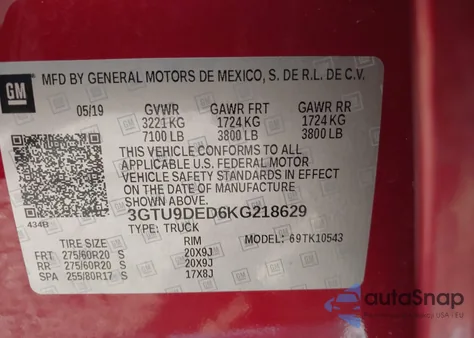 GM
MFD BY GENERAL MOTORS DE MEXICO, S. DE R.L. DE C.V.
05/19 GVWR GAWR FRT GAWR RR
3221 KG 1724 KG 1724 KG
7100 LB 3800 LB 3800 LB
THIS VEHICLE CONFORMS TO ALL
APPLICABLE U.S. FEDERAL MOTOR
VEHICLE SAFETY STANDARDS IN EFFECT
ON THE DATE OF MANUFACTURE
SHOWN ABOVE.
434B
3GTU9DED6KG218629
TYPE: TRUCK MODEL: 69TK10543
TIRE SIZE RIM
FRT 275/60R20 S 20X9J
RR 275/60R20 S 20X9J
SPA 255/80R17 S 17X8J
autoSnap